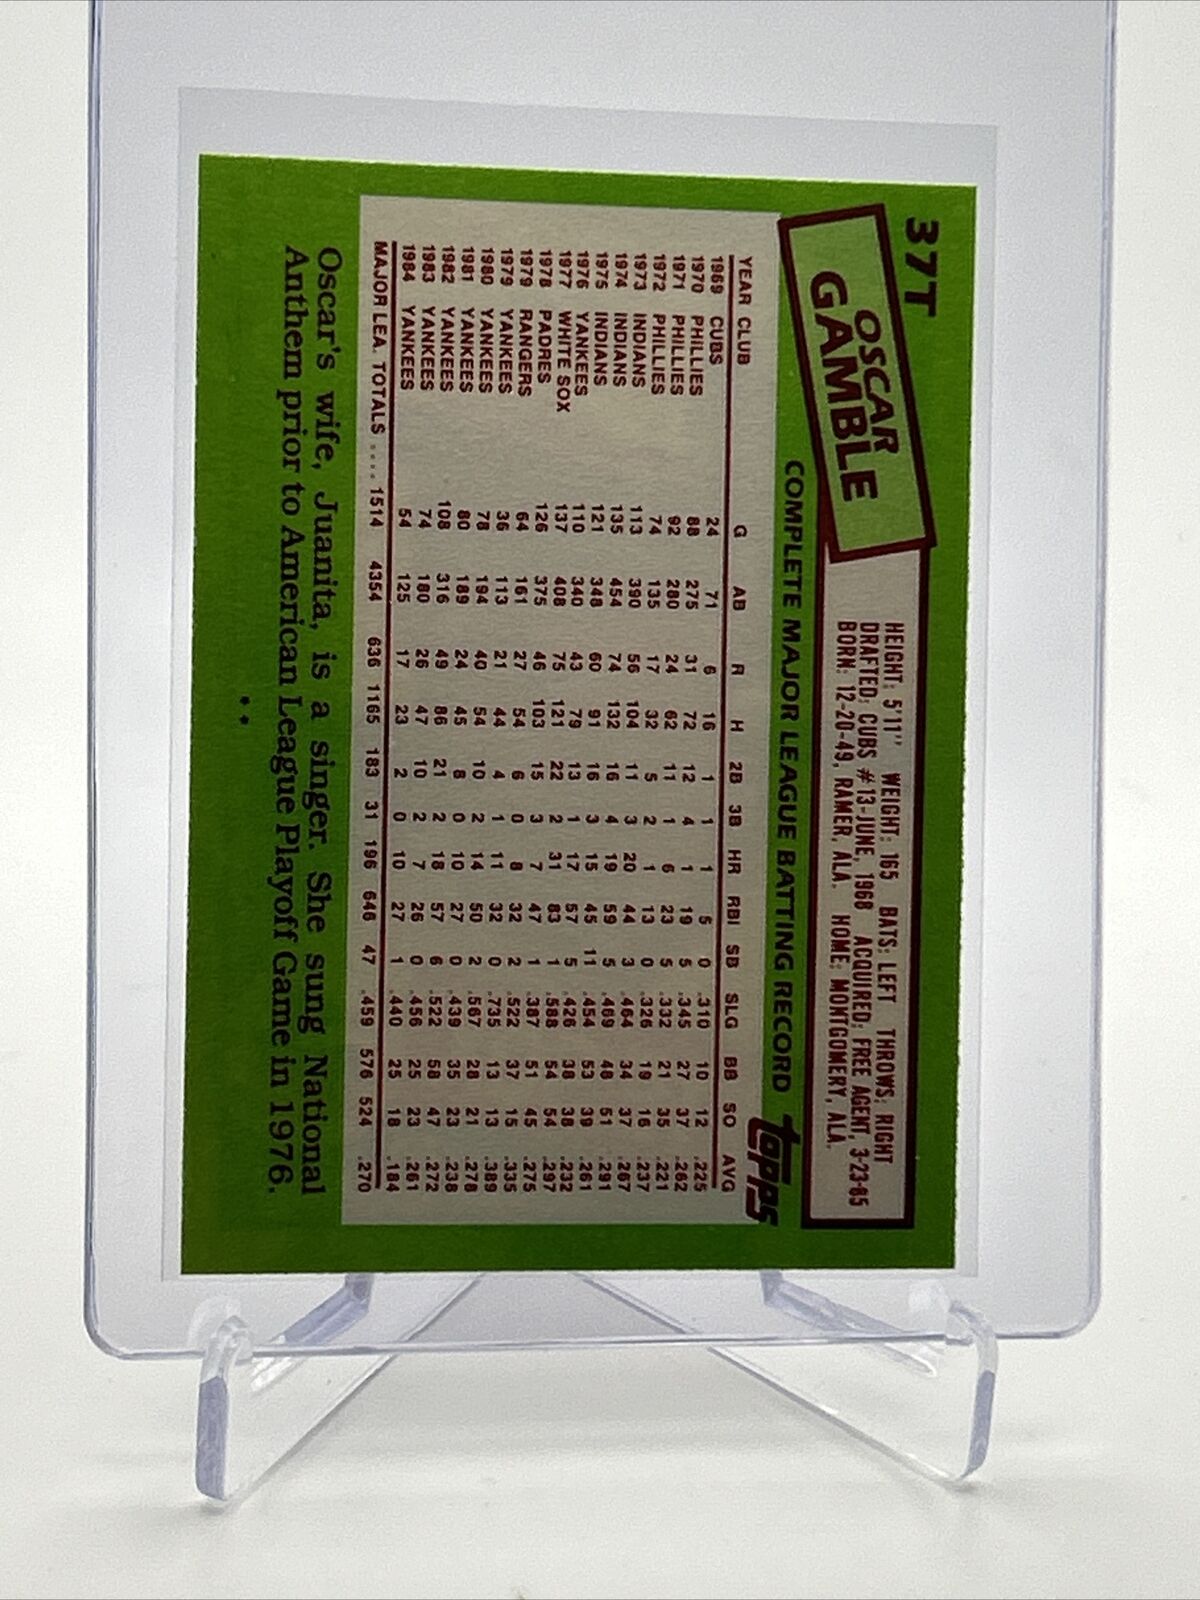 37T
OSCAR
GAMBLE
HEIGHT: 5'11" WEIGHT: 165 BATS: LEFT THROWS: RIGHT
DRAFTED: CUBS #13-JUNE, 1968 ACQUIRED: FREE AGENT, 3-23-85
BORN: 12-20-49, RAMER, ALA. HOME: MONTGOMERY, ALA.
COMPLETE MAJOR LEAGUE BATTING RECORD topps
YEAR CLUB G AB R H 2B 3B HR RBI SB SLG BB SO AVG
1969 CUBS 24 71 6 16 1 1 1 5 0 .310 10 12 .225
1970 PHILLIES 88 275 31 72 12 4 1 19 5 .345 27 37 .262
1971 PHILLIES 92 280 24 62 11 1 6 23 5 .332 21 35 .221
1972 PHILLIES 74 135 17 32 5 2 1 13 0 .326 19 16 .237
1973 INDIANS 113 390 56 104 11 3 20 44 3 .464 34 37 .267
1974 INDIANS 135 454 74 132 16 4 19 59 5 .469 48 51 .291
1975 INDIANS 121 348 60 91 16 3 15 45 11 .454 53 39 .261
1976 YANKEES 110 340 43 79 13 1 17 57 5 .426 38 38 .232
1977 WHITE SOX 137 408 75 121 22 2 31 83 1 .588 54 54 .297
1978 PADRES 126 375 46 103 15 3 7 47 1 .387 51 45 .275
1979 RANGERS 64 161 27 54 6 0 8 32 2 .522 37 15 .335
1979 YANKEES 36 113 21 44 4 1 11 32 0 .735 13 13 .389
1980 YANKEES 78 194 40 54 10 2 14 50 2 .567 28 21 .278
1981 YANKEES 80 189 24 45 8 0 10 27 0 .439 35 23 .238
1982 YANKEES 108 316 49 86 21 2 18 57 6 .522 58 47 .272
1983 YANKEES 74 180 26 47 10 2 7 26 0 .456 25 23 .261
1984 YANKEES 54 125 17 23 2 0 10 27 1 .440 25 18 .184
MAJOR LEA. TOTALS .... 1514 4354 636 1165 183 31 196 646 47 .459 576 524 .270
Oscar's wife, Juanita, is a singer. She sung National
Anthem prior to American League Playoff Game in 1976.